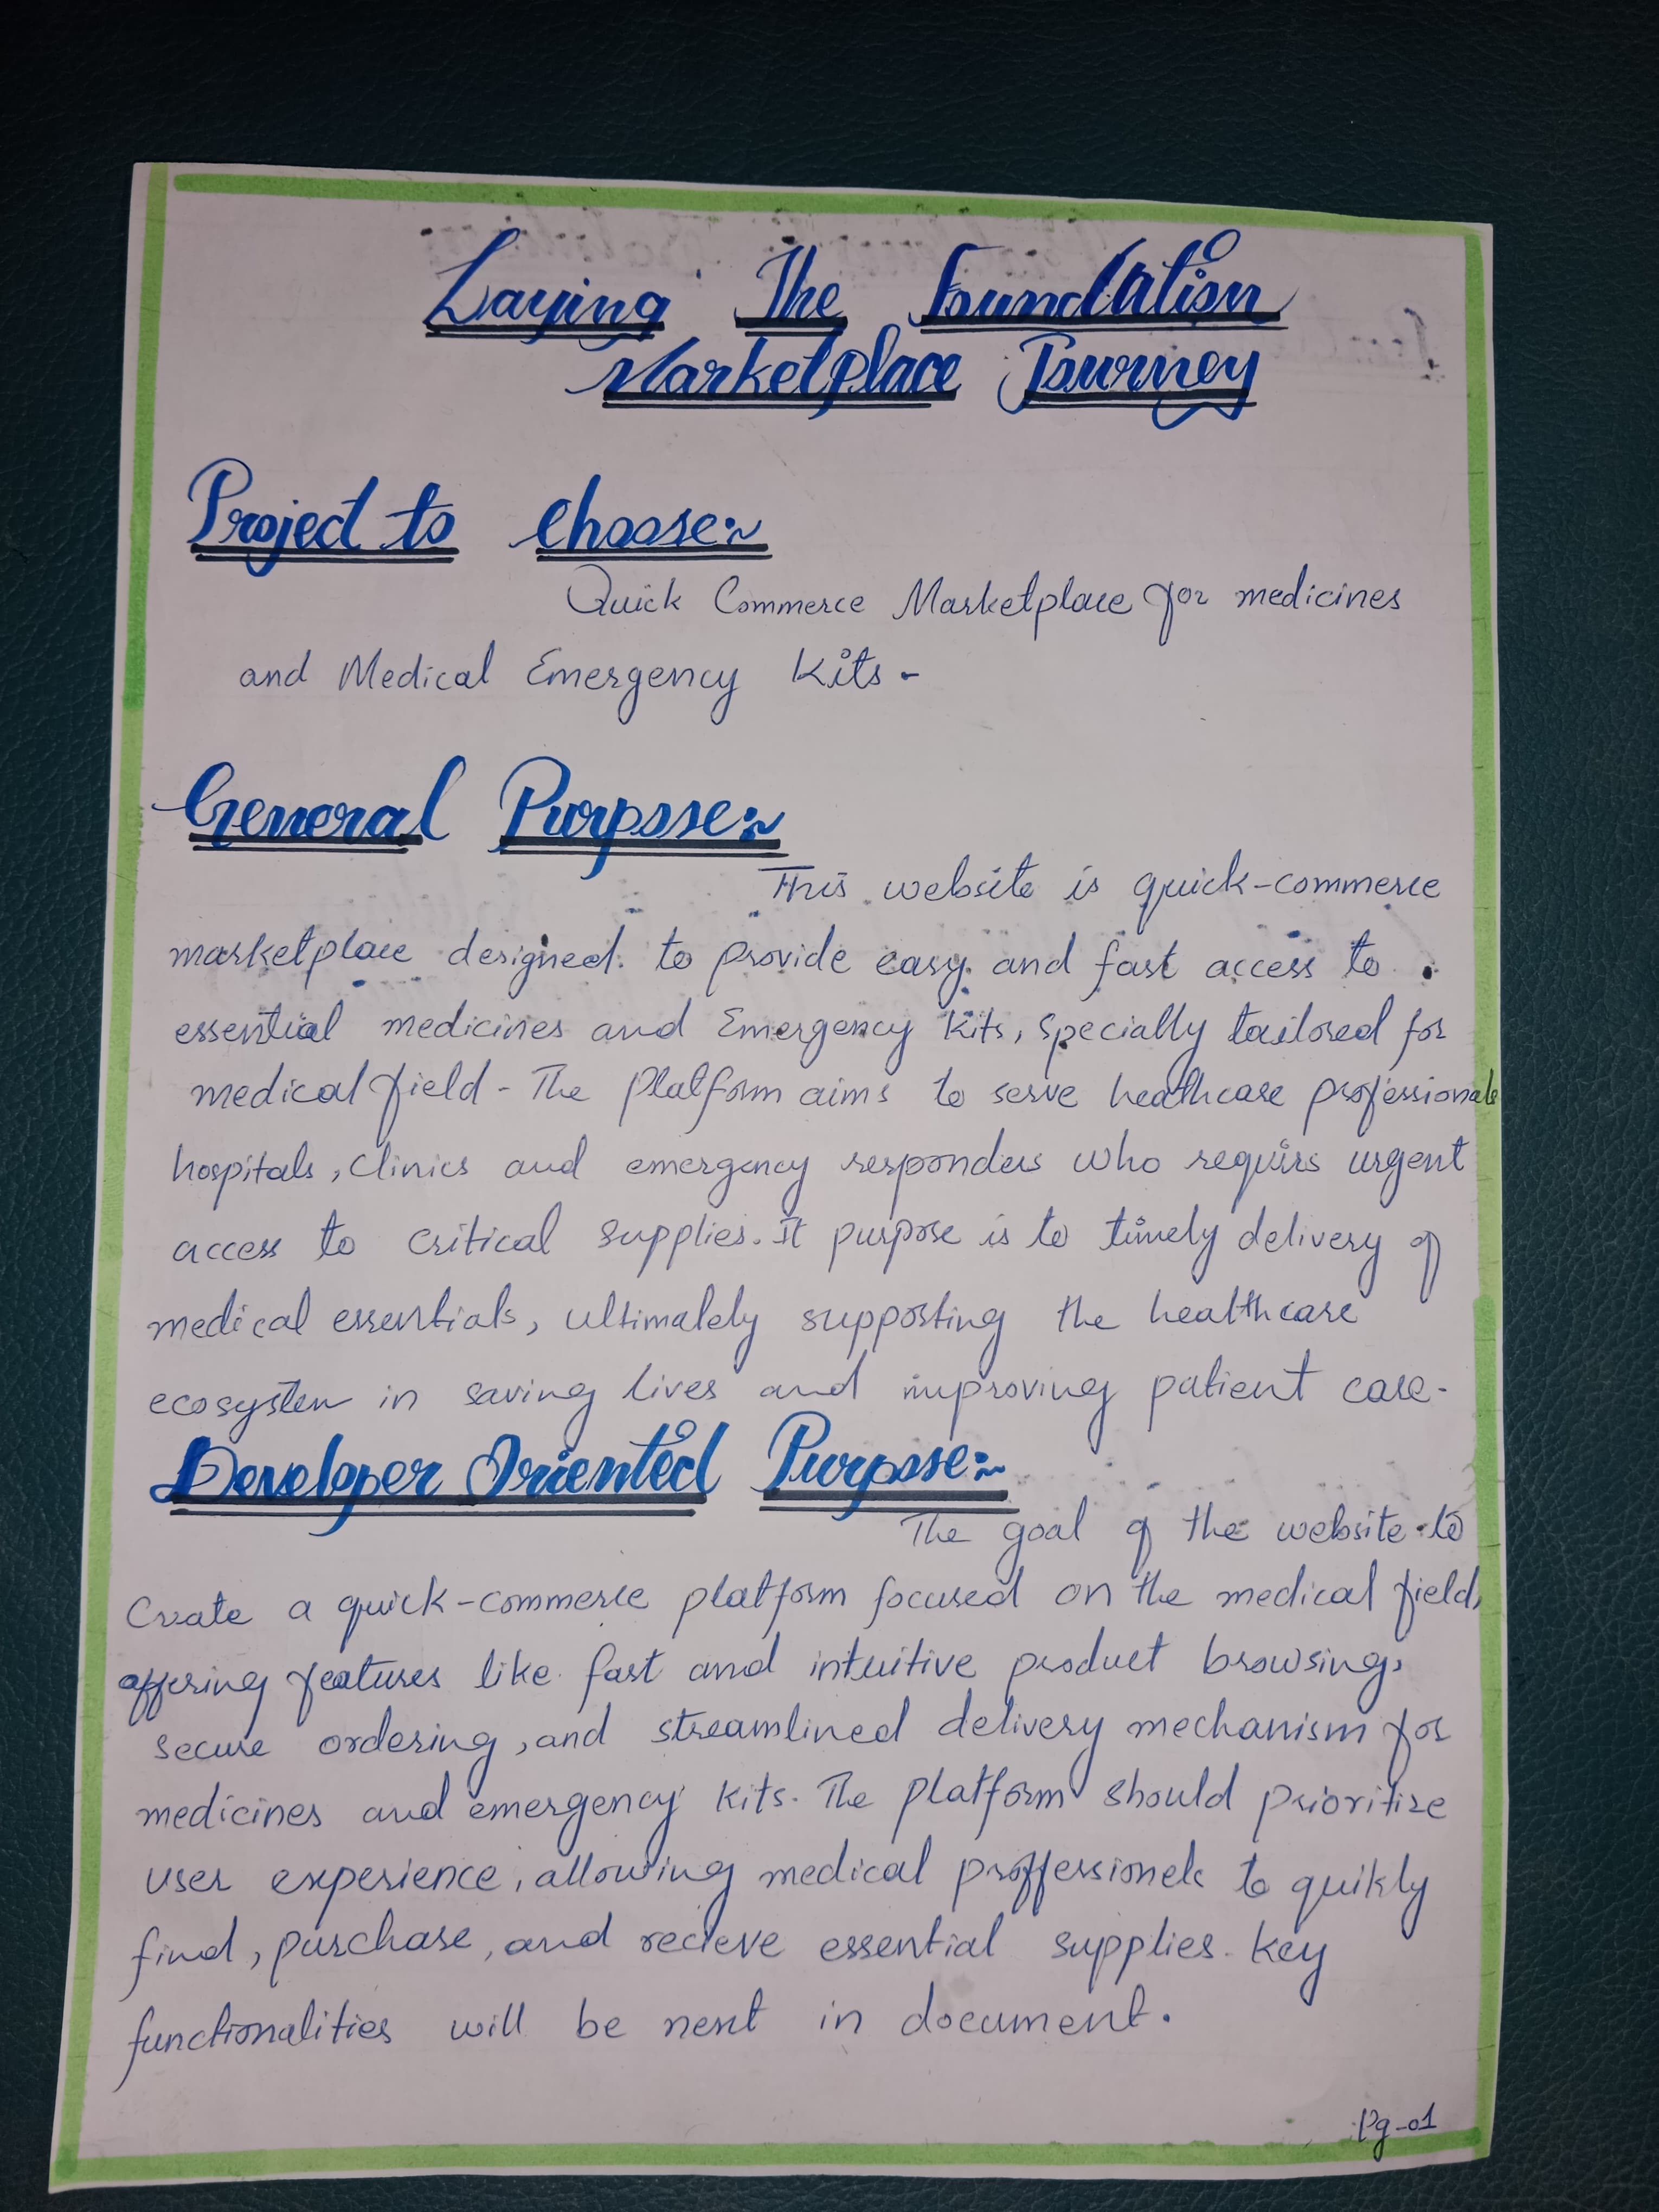 Laying The Foundation
Marketplace Journey
Project to choose:~
Quick Commerce Marketplace for medicines
and Medical Emergency Kits-
General Purpose:~
This website is quick-commerce
marketplace designed to provide easy and fast access to
essential medicines and Emergency Kits, specially tailored for
medical field - The platform aims to serve healthcare professionals
hospitals, clinics and emergency responders who requirs urgent
access to critical supplies. It purpose is to timely delivery of
medical essentials, ultimately supporting the healthcare
ecosystem in saving lives and improving patient care-
Developer Oriented Purpose:~
The goal of the website to
Create a quick-commerce platform focused on the medical field,
offering features like fast and intuitive product browsing,
secure ordering, and streamlined delivery mechanism for
medicines and emergency kits. The platform should prioritize
user experience, allowing medical proffessionels to quikly
find, purchase, and recieve essential supplies. Key
functionalities will be next in document.
Pg-01